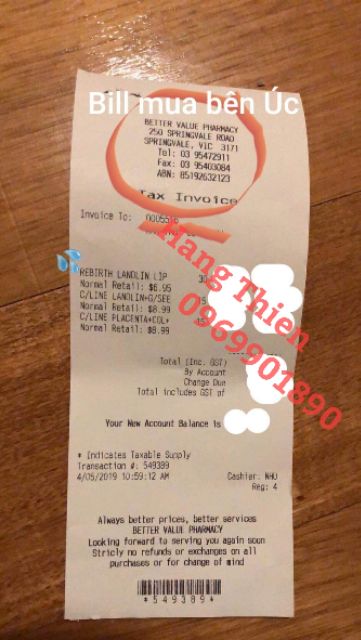 Bill mua bên Úc
BETTER VALUE PHARMACY
250 SPRINGVALE ROAD
SPRINGVALE, VIC 3171
Tel: 03 95472911
Fax: 03 95403084
ABN: 85192632123
Tax Invoice
Invoice To: 0005516
REBIRTH LANOLIN LIP 30
Normal Retail: $6.95
C/LINE LANOLIN+G/SEE 15
Normal Retail: $8.99
C/LINE PLACENTA+COL+ 15
Normal Retail: $8.99
Hang Thien
0969901890
Total (Inc. GST)
By Account
Change Due
Total includes GST of
Your New Account Balance is
* Indicates Taxable Supply
Transaction #: 549389
4/05/2019 10:59:12 AM Cashier: NHU
Reg: 4
Always better prices, better services
BETTER VALUE PHARMACY
Looking forward to serving you again soon
Stricly no refunds or exchanges on all
purchases or for change of mind
*549389*